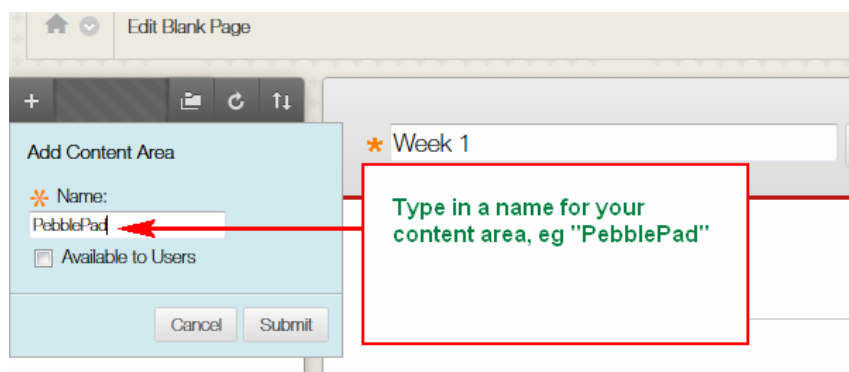 Edit Blank Page
Add Content Area
Name:
PebblePad
Available to Users
Cancel Submit
Week 1
Type in a name for your
content area, eg "PebblePad"